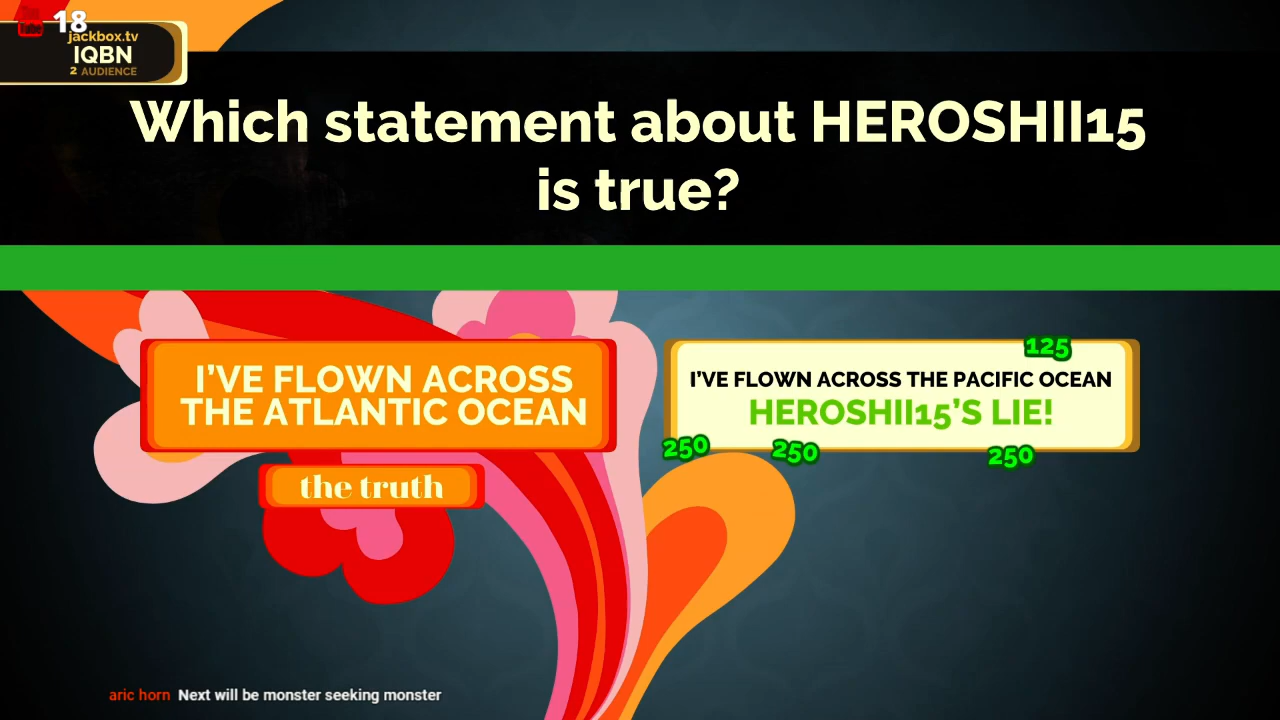 You
Tube
18
jackbox.tv
IQBN
2 AUDIENCE
Which statement about HEROSHII15
is true?
125
I'VE FLOWN ACROSS
THE ATLANTIC OCEAN
I'VE FLOWN ACROSS THE PACIFIC OCEAN
HEROSHII15'S LIE!
250
250
250
the truth
aric horn Next will be monster seeking monster